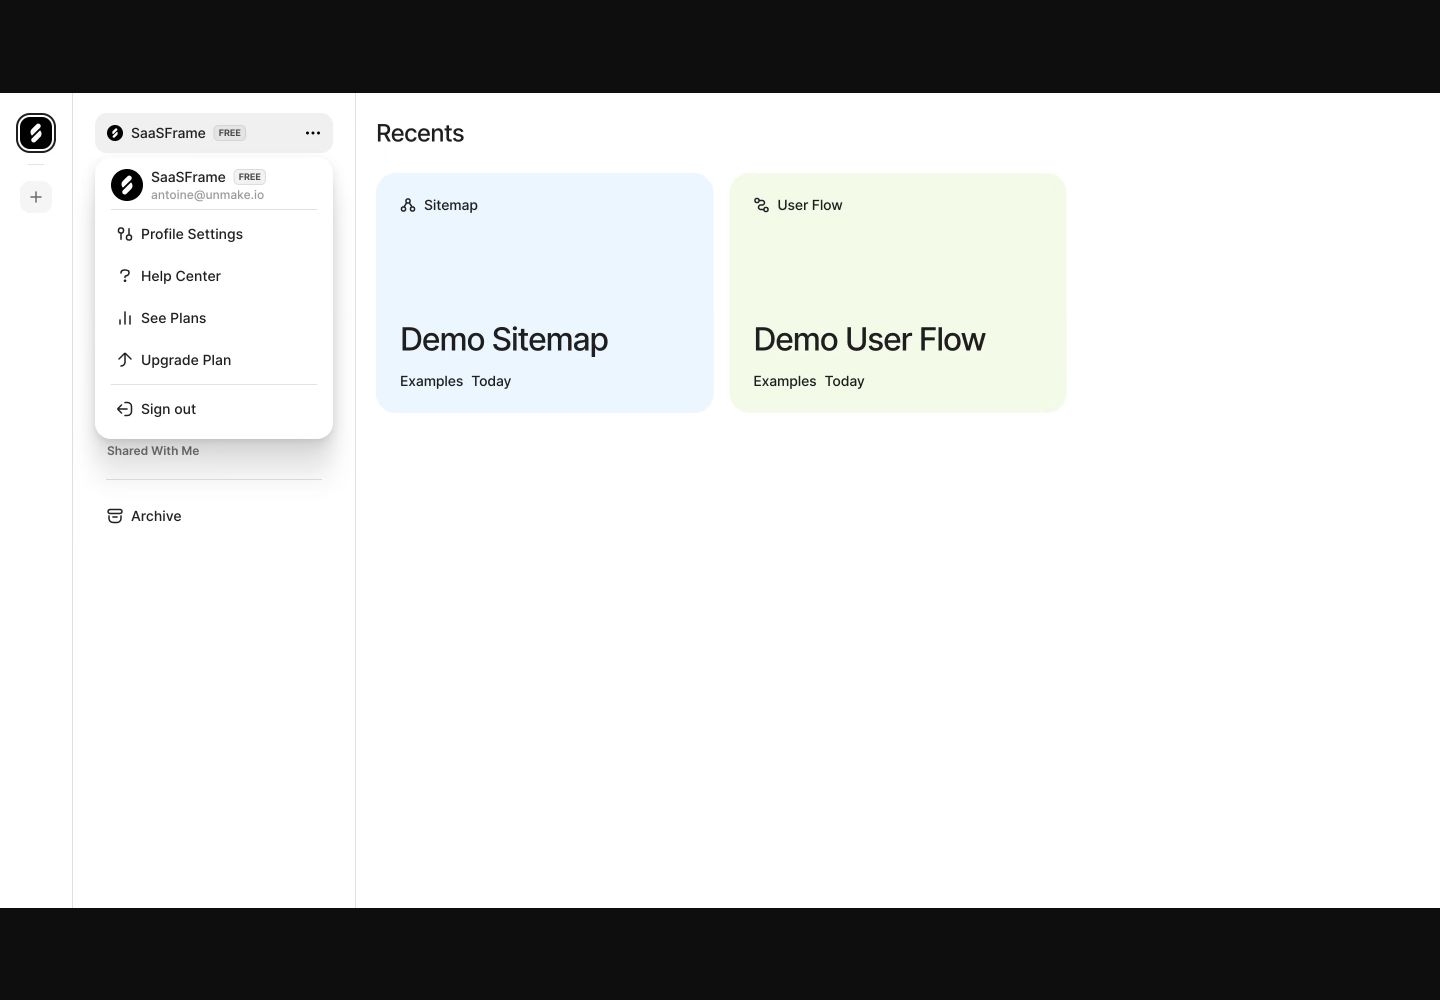 SaaSFrame FREE
SaaSFrame FREE
antoine@unmake.io
Profile Settings
Help Center
See Plans
Upgrade Plan
Sign out
Shared With Me
Archive
Recents
Sitemap
Demo Sitemap
Examples Today
User Flow
Demo User Flow
Examples Today